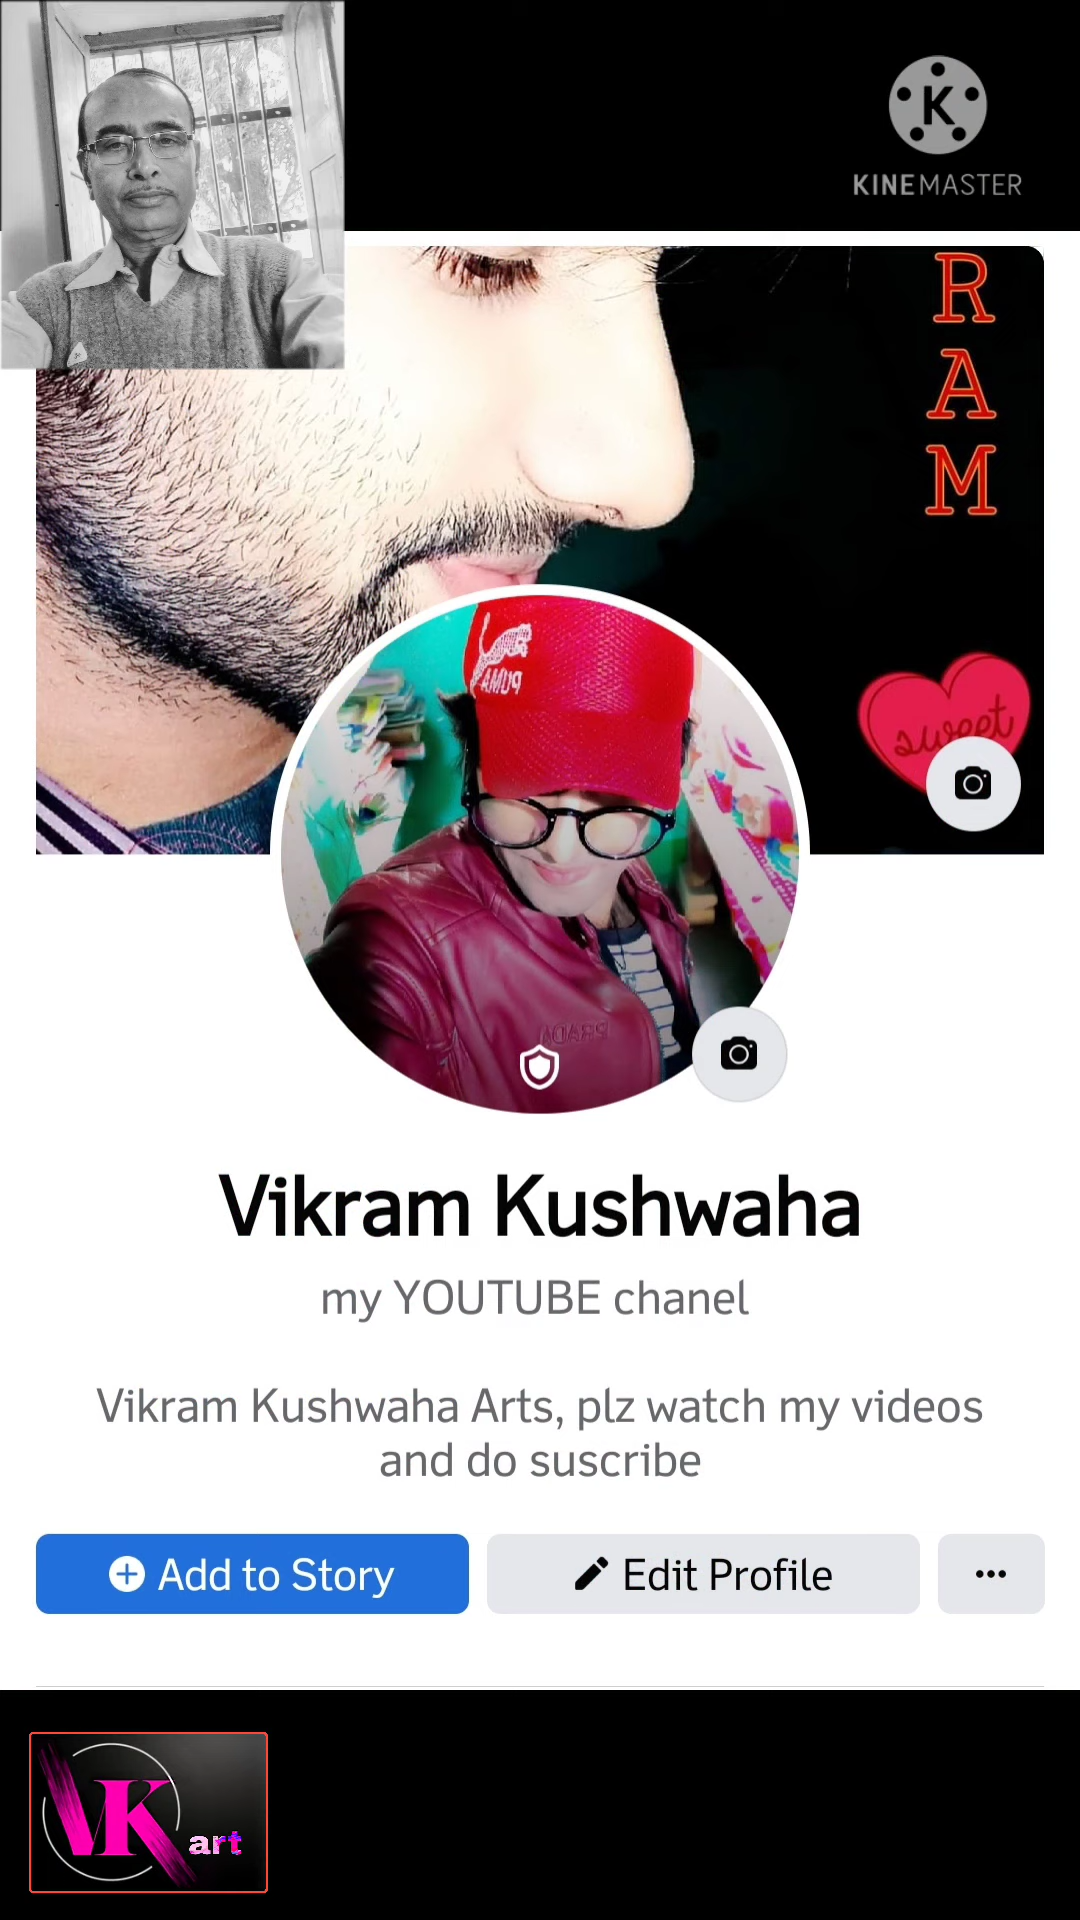 KINEMASTER
R
A
M
sweet
PUMA
PRADA
Vikram Kushwaha
my YOUTUBE chanel
Vikram Kushwaha Arts, plz watch my videos
and do suscribe
Add to Story
Edit Profile
VK
art